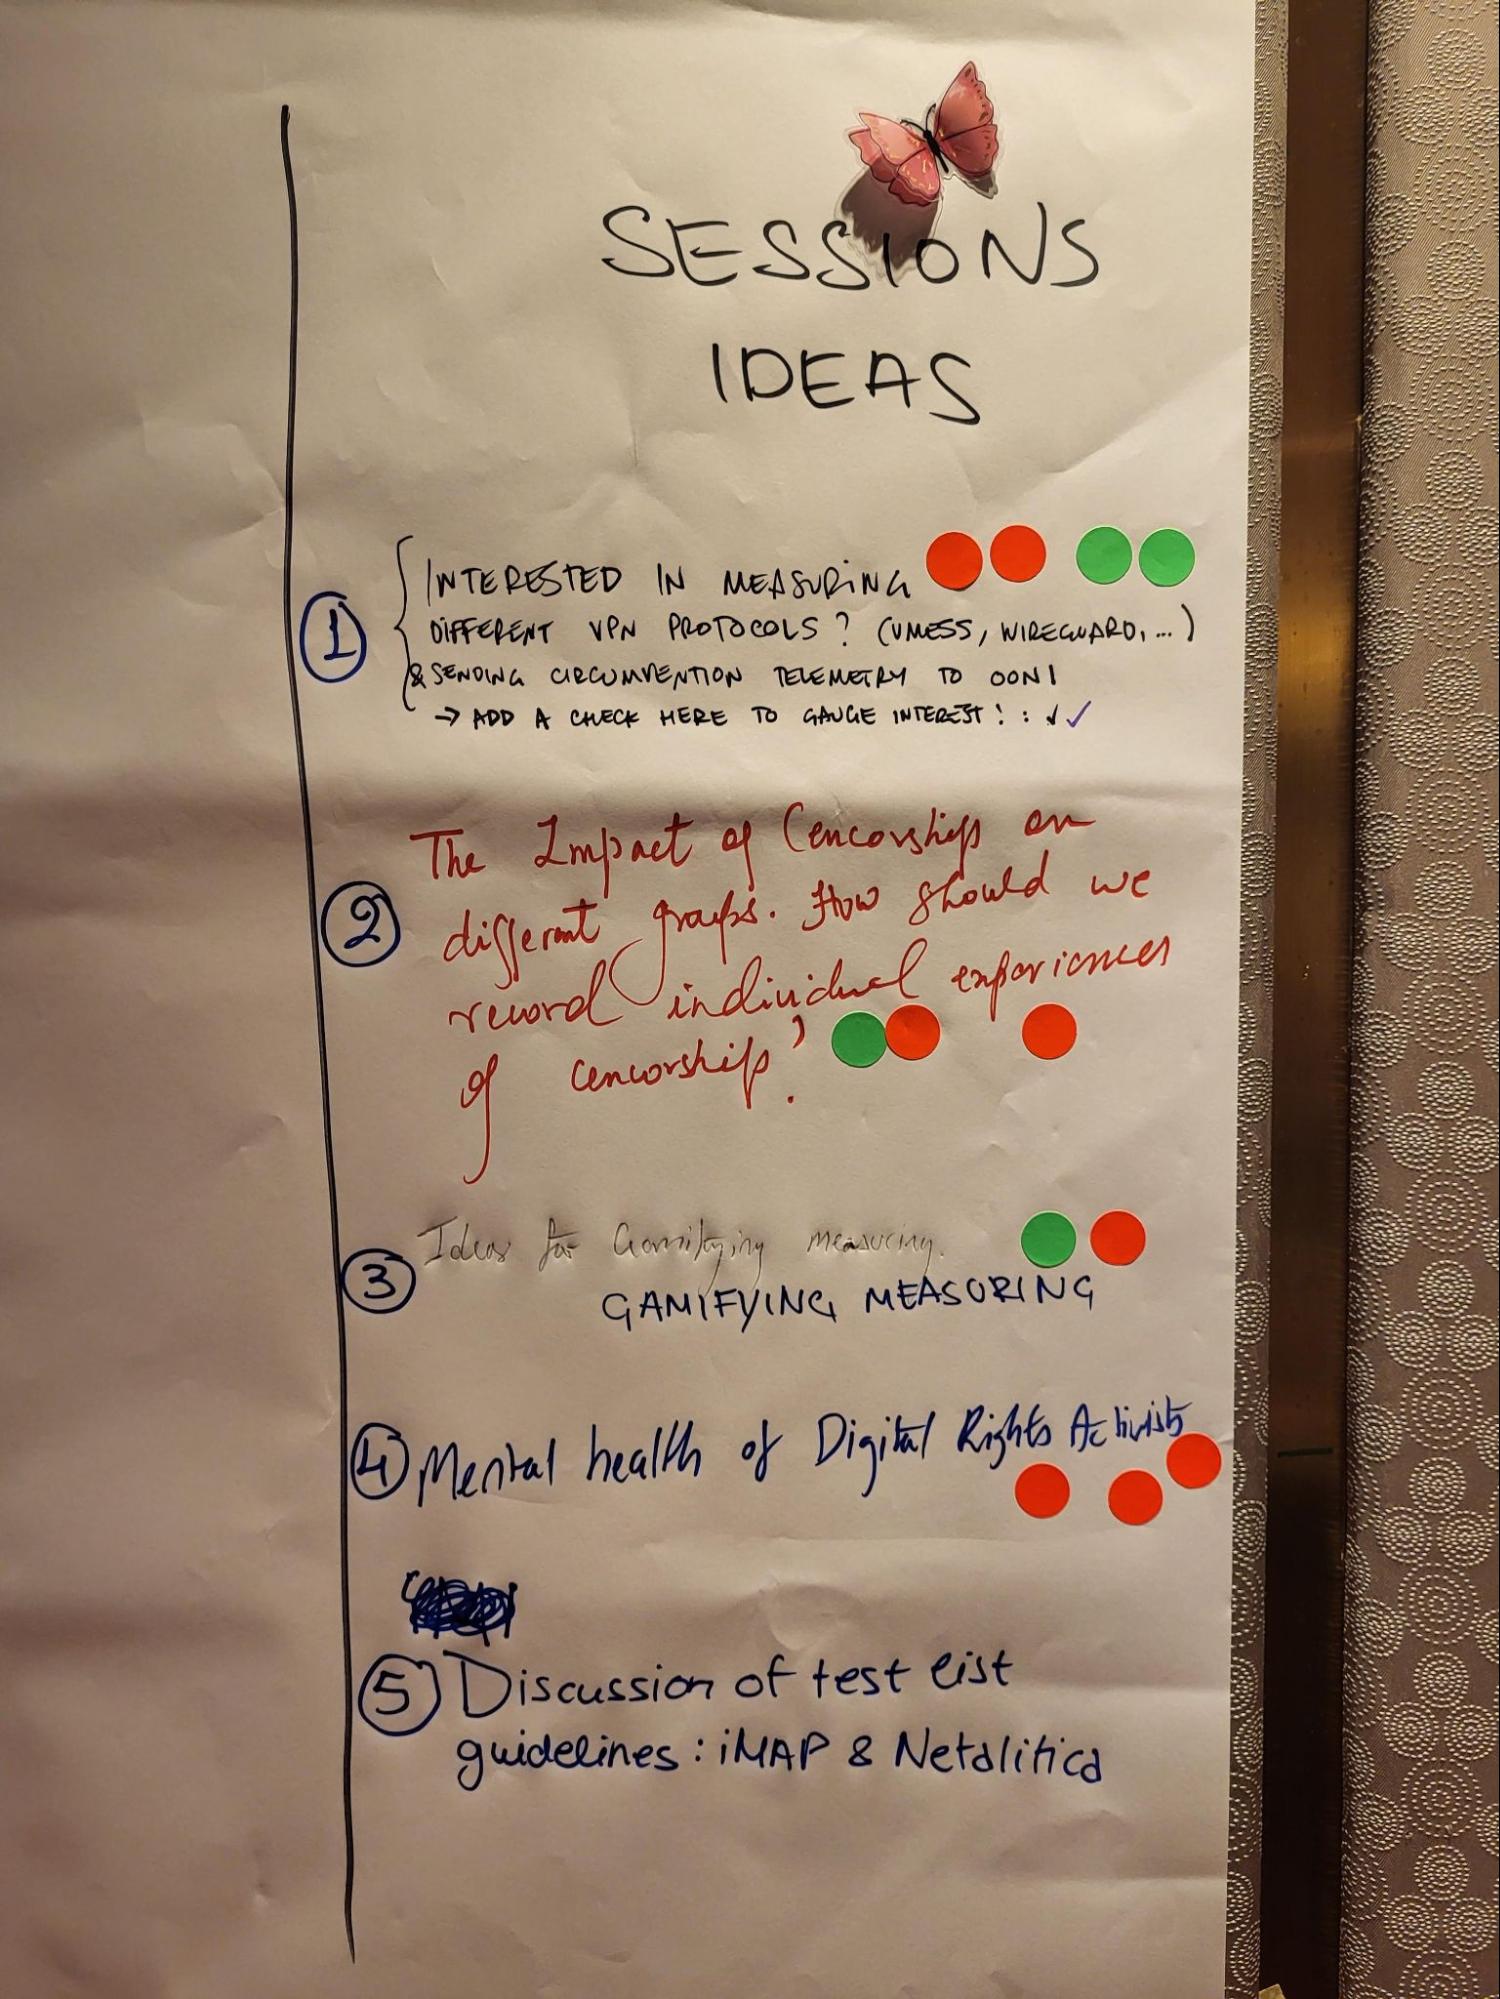 SESSIONS
IDEAS
1
INTERESTED IN MEASURING
DIFFERENT VPN PROTOCOLS? (VMESS, WIREGUARD, ...)
& SENDING CIRCUMVENTION TELEMETRY TO OONI
→ ADD A CHECK HERE TO GAUGE INTEREST! : ✓✓
2
The Impact of Cencorship on
different groups. How should we
record individual experiences
of cencorship?
3
Ideas for Gamifying measuring.
GAMIFYING MEASURING
4 Mental health of Digital Rights Activists
5 Discussion of test list
guidelines: iMAP & Netalitica